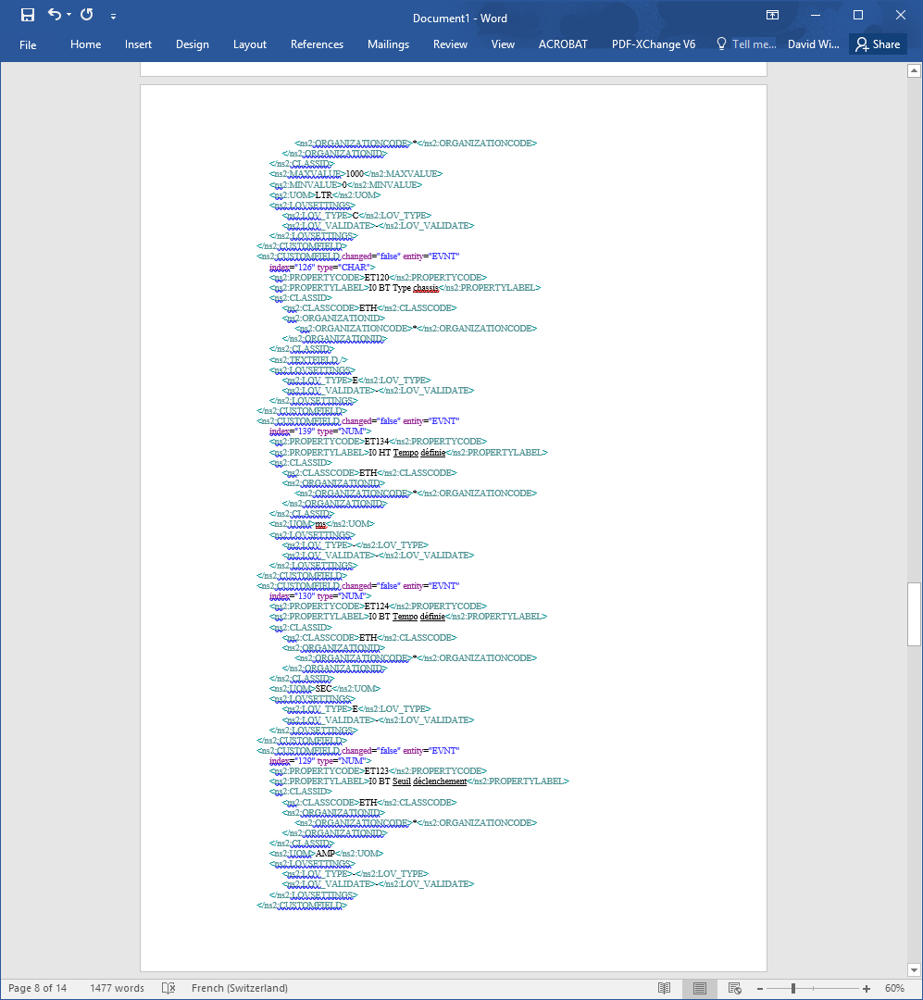 Document1 - Word
File Home Insert Design Layout References Mailings Review View ACROBAT PDF-XChange V6 Tell me... David Wi... Share
<ns2:ORGANIZATIONCODE>*</ns2:ORGANIZATIONCODE>
</ns2:ORGANIZATIONID>
</ns2:CLASSID>
<ns2:MAXVALUE>1000</ns2:MAXVALUE>
<ns2:MINVALUE>0</ns2:MINVALUE>
<ns2:UOM>LTR</ns2:UOM>
<ns2:LOVSETTINGS>
<ns2:LOV_TYPE>C</ns2:LOV_TYPE>
<ns2:LOV_VALIDATE>-</ns2:LOV_VALIDATE>
</ns2:LOVSETTINGS>
</ns2:CUSTOMFIELD>
<ns2:CUSTOMFIELD changed="false" entity="EVNT"
index="126" type="CHAR">
<ns2:PROPERTYCODE>ET120</ns2:PROPERTYCODE>
<ns2:PROPERTYLABEL>I0 BT Type chassis</ns2:PROPERTYLABEL>
<ns2:CLASSID>
<ns2:CLASSCODE>ETH</ns2:CLASSCODE>
<ns2:ORGANIZATIONID>
<ns2:ORGANIZATIONCODE>*</ns2:ORGANIZATIONCODE>
</ns2:ORGANIZATIONID>
</ns2:CLASSID>
<ns2:TEXTFIELD />
<ns2:LOVSETTINGS>
<ns2:LOV_TYPE>E</ns2:LOV_TYPE>
<ns2:LOV_VALIDATE>-</ns2:LOV_VALIDATE>
</ns2:LOVSETTINGS>
</ns2:CUSTOMFIELD>
<ns2:CUSTOMFIELD changed="false" entity="EVNT"
index="139" type="NUM">
<ns2:PROPERTYCODE>ET134</ns2:PROPERTYCODE>
<ns2:PROPERTYLABEL>I0 HT Tempo définie</ns2:PROPERTYLABEL>
<ns2:CLASSID>
<ns2:CLASSCODE>ETH</ns2:CLASSCODE>
<ns2:ORGANIZATIONID>
<ns2:ORGANIZATIONCODE>*</ns2:ORGANIZATIONCODE>
</ns2:ORGANIZATIONID>
</ns2:CLASSID>
<ns2:UOM>ms</ns2:UOM>
<ns2:LOVSETTINGS>
<ns2:LOV_TYPE>-</ns2:LOV_TYPE>
<ns2:LOV_VALIDATE>-</ns2:LOV_VALIDATE>
</ns2:LOVSETTINGS>
</ns2:CUSTOMFIELD>
<ns2:CUSTOMFIELD changed="false" entity="EVNT"
index="130" type="NUM">
<ns2:PROPERTYCODE>ET124</ns2:PROPERTYCODE>
<ns2:PROPERTYLABEL>I0 BT Tempo définie</ns2:PROPERTYLABEL>
<ns2:CLASSID>
<ns2:CLASSCODE>ETH</ns2:CLASSCODE>
<ns2:ORGANIZATIONID>
<ns2:ORGANIZATIONCODE>*</ns2:ORGANIZATIONCODE>
</ns2:ORGANIZATIONID>
</ns2:CLASSID>
<ns2:UOM>SEC</ns2:UOM>
<ns2:LOVSETTINGS>
<ns2:LOV_TYPE>E</ns2:LOV_TYPE>
<ns2:LOV_VALIDATE>-</ns2:LOV_VALIDATE>
</ns2:LOVSETTINGS>
</ns2:CUSTOMFIELD>
<ns2:CUSTOMFIELD changed="false" entity="EVNT"
index="129" type="NUM">
<ns2:PROPERTYCODE>ET123</ns2:PROPERTYCODE>
<ns2:PROPERTYLABEL>I0 BT Seuil déclenchement</ns2:PROPERTYLABEL>
<ns2:CLASSID>
<ns2:CLASSCODE>ETH</ns2:CLASSCODE>
<ns2:ORGANIZATIONID>
<ns2:ORGANIZATIONCODE>*</ns2:ORGANIZATIONCODE>
</ns2:ORGANIZATIONID>
</ns2:CLASSID>
<ns2:UOM>AMP</ns2:UOM>
<ns2:LOVSETTINGS>
<ns2:LOV_TYPE>-</ns2:LOV_TYPE>
<ns2:LOV_VALIDATE>-</ns2:LOV_VALIDATE>
</ns2:LOVSETTINGS>
</ns2:CUSTOMFIELD>
Page 8 of 14 1477 words French (Switzerland) 60%